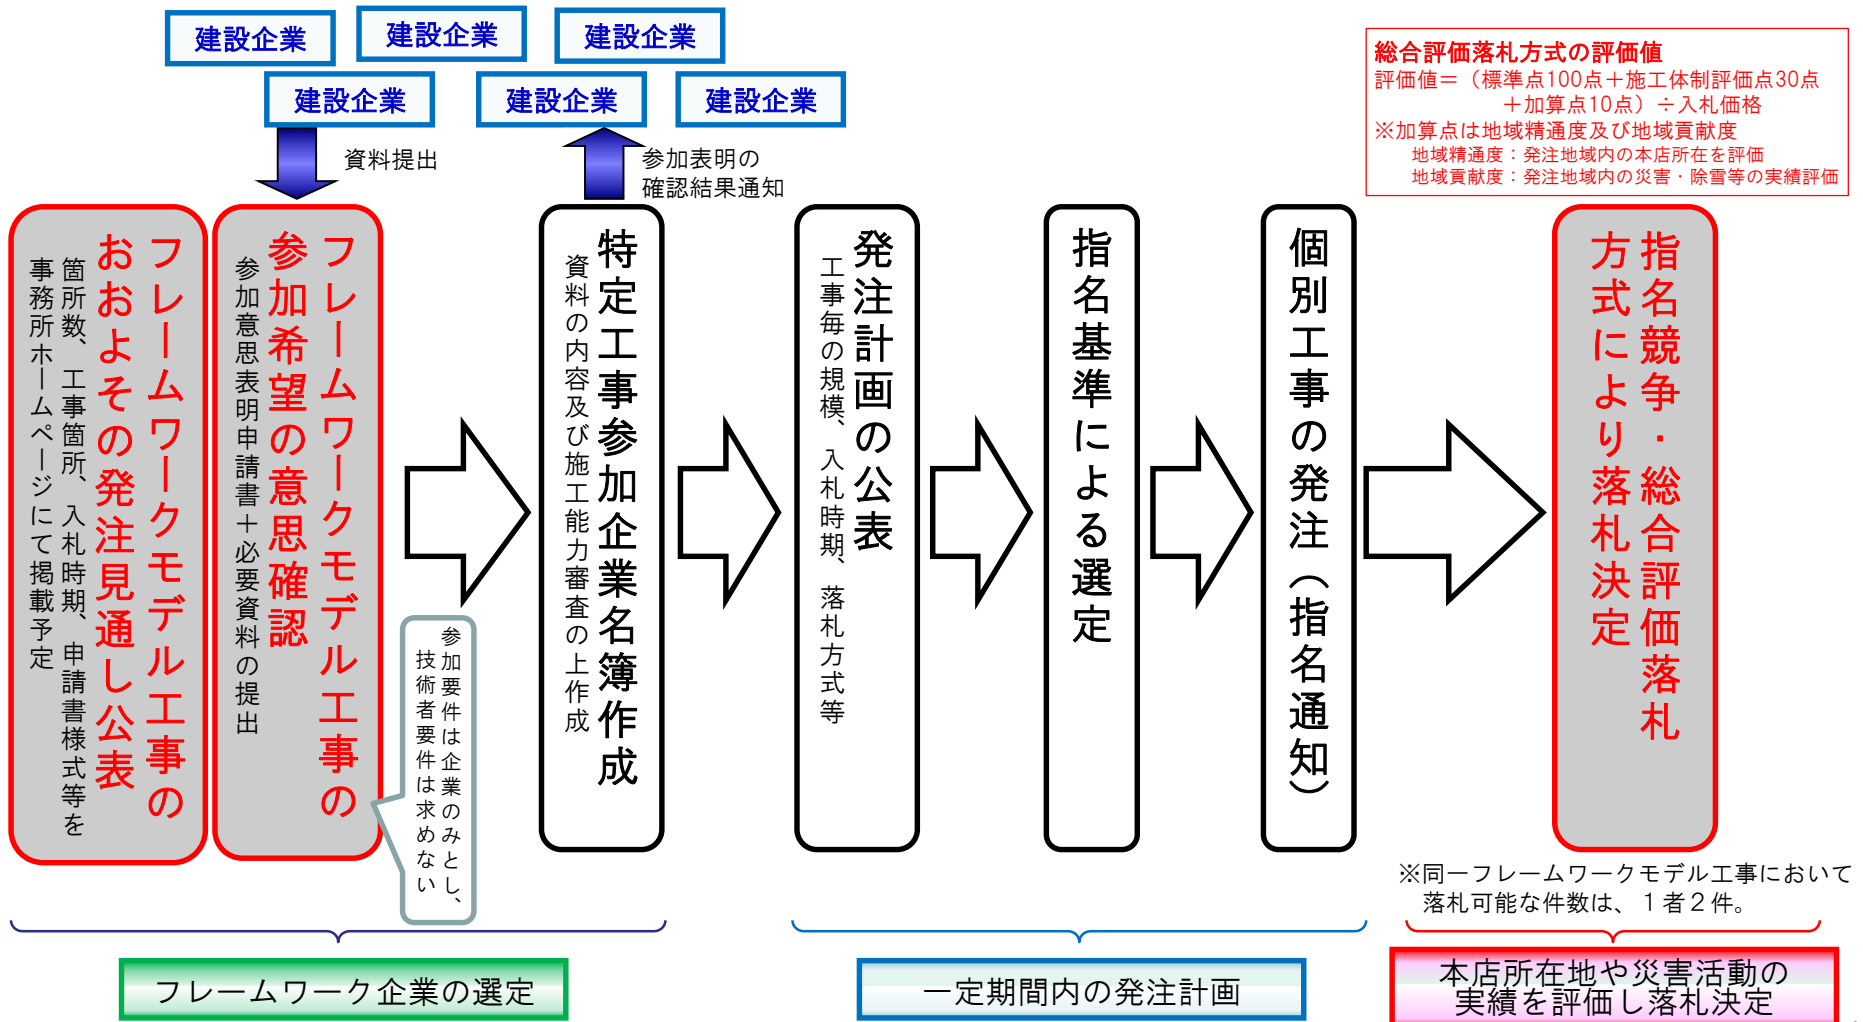 建設企業
建設企業
建設企業
建設企業
建設企業
建設企業
資料提出
参加表明の
確認結果通知
総合評価落札方式の評価値
評価値＝（標準点100点＋施工体制評価点30点
＋加算点10点）÷入札価格
※加算点は地域精通度及び地域貢献度
地域精通度：発注地域内の本店所在を評価
地域貢献度：発注地域内の災害・除雪等の実績評価
フレームワークモデル工事の
おおよその発注見通し公表
箇所数、工事箇所、入札時期、申請書様式等を
事務所ホームページにて掲載予定
フレームワークモデル工事の
参加希望の意思確認
参加意思表明申請書＋必要資料の提出
参加要件は企業のみとし、
技術者要件は求めない
特定工事参加企業名簿作成
資料の内容及び施工能力審査の上作成
発注計画の公表
工事毎の規模、入札時期、落札方式等
指名基準による選定
個別工事の発注（指名通知）
指名競争・総合評価落札
方式により落札決定
※同一フレームワークモデル工事において
落札可能な件数は、１者２件。
フレームワーク企業の選定
一定期間内の発注計画
本店所在地や災害活動の
実績を評価し落札決定